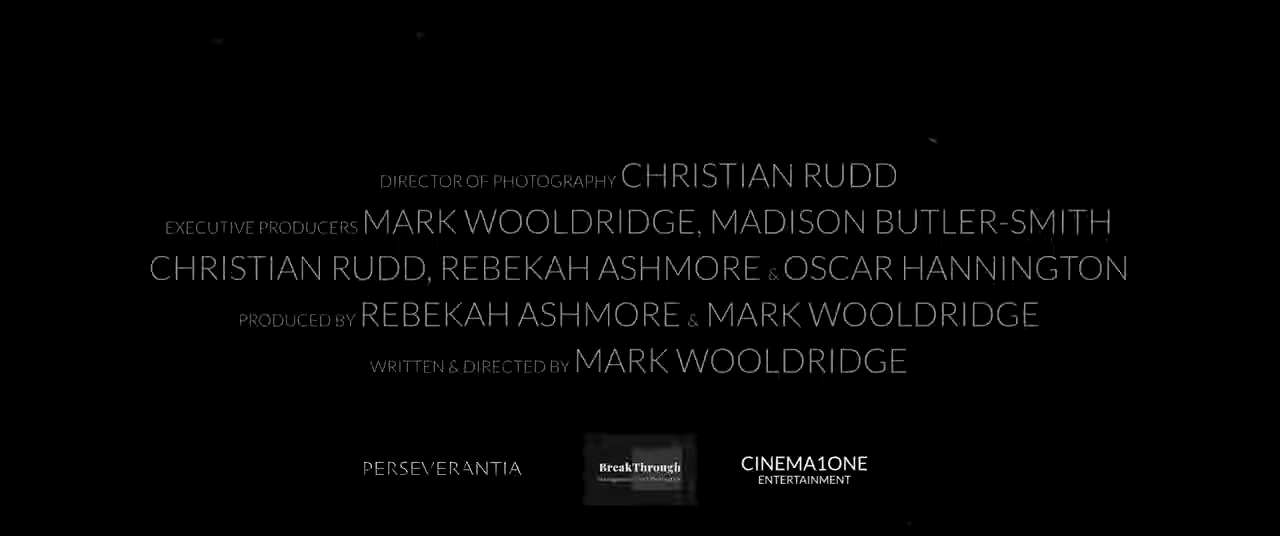 DIRECTOR OF PHOTOGRAPHY CHRISTIAN RUDD
EXECUTIVE PRODUCERS MARK WOOLDRIDGE, MADISON BUTLER-SMITH
CHRISTIAN RUDD, REBEKAH ASHMORE & OSCAR HANNINGTON
PRODUCED BY REBEKAH ASHMORE & MARK WOOLDRIDGE
WRITTEN & DIRECTED BY MARK WOOLDRIDGE
PERSEVERANTIA
BreakThrough
CINEMA1ONE
ENTERTAINMENT